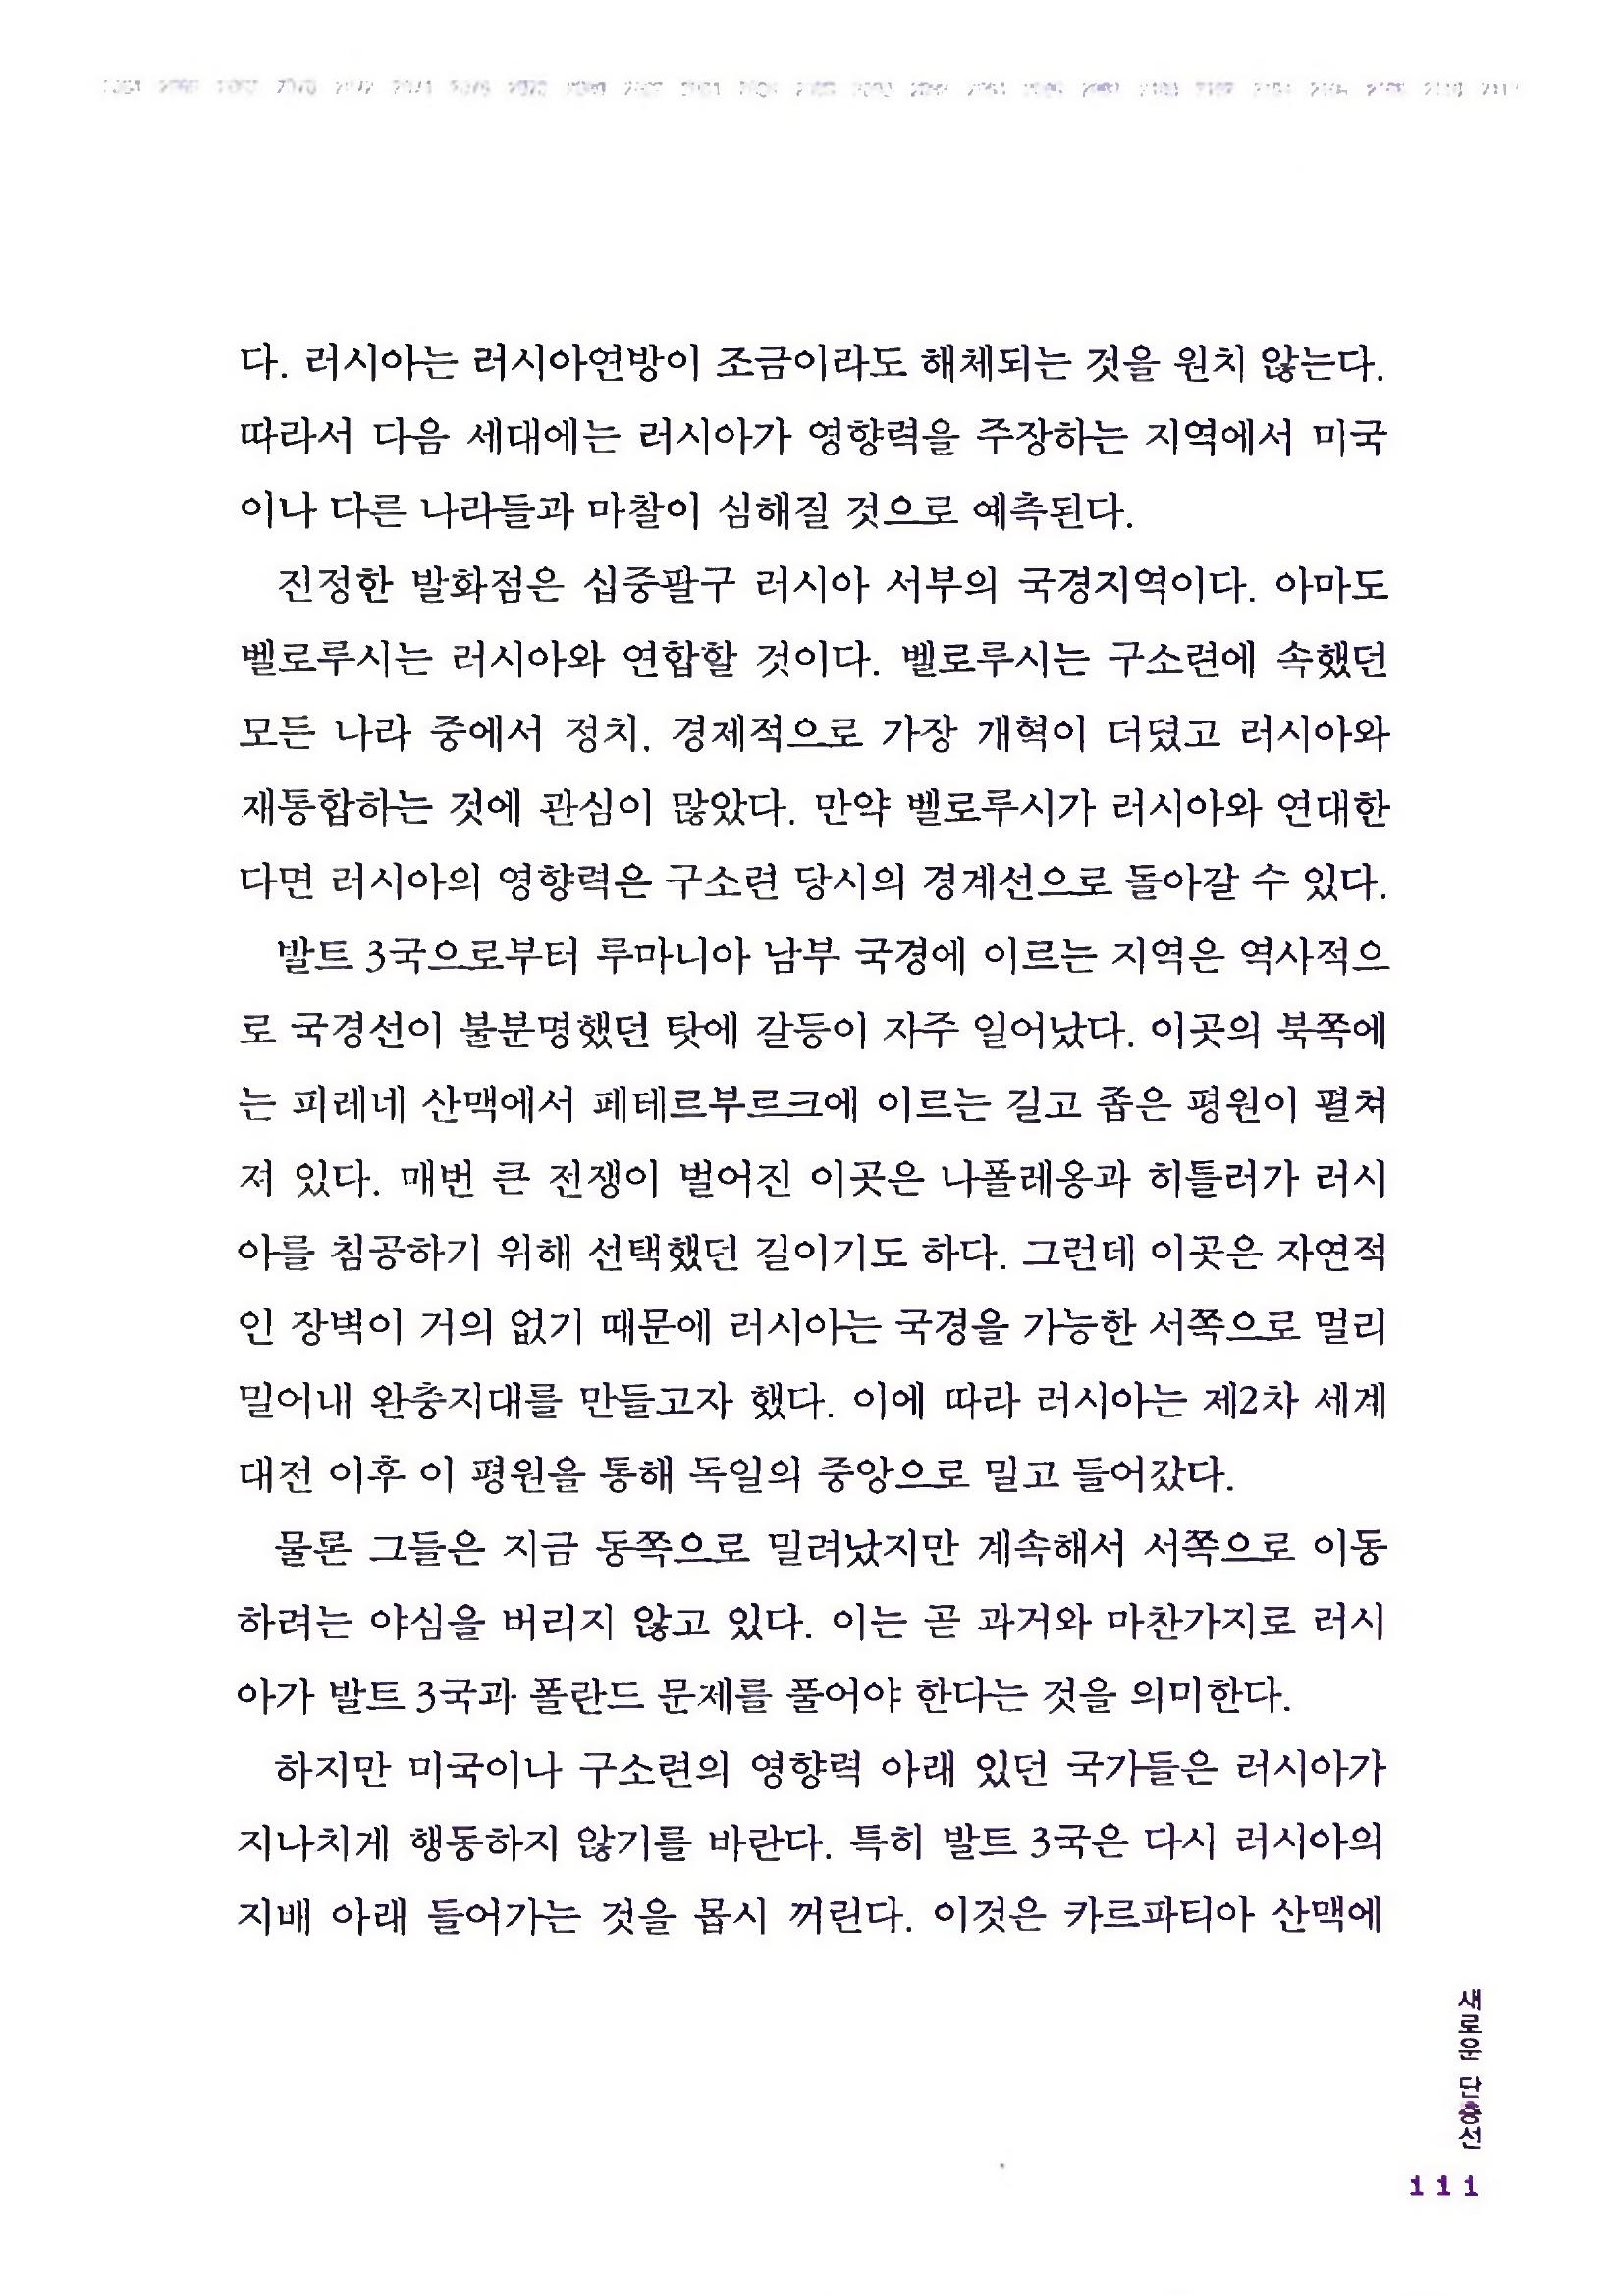 다. 러시아는 러시아연방이 조금이라도 해체되는 것을 원치 않는다.
따라서 다음 세대에는 러시아가 영향력을 주장하는 지역에서 미국
이나 다른 나라들과 마찰이 심해질 것으로 예측된다.
진정한 발화점은 십중팔구 러시아 서부의 국경지역이다. 아마도
벨로루시는 러시아와 연합할 것이다. 벨로루시는 구소련에 속했던
모든 나라 중에서 정치, 경제적으로 가장 개혁이 더뎠고 러시아와
재통합하는 것에 관심이 많았다. 만약 벨로루시가 러시아와 연대한
다면 러시아의 영향력은 구소련 당시의 경계선으로 돌아갈 수 있다.
발트 3국으로부터 루마니아 남부 국경에 이르는 지역은 역사적으
로 국경선이 불분명했던 탓에 갈등이 자주 일어났다. 이곳의 북쪽에
는 피레네 산맥에서 페테르부르크에 이르는 길고 좁은 평원이 펼쳐
져 있다. 매번 큰 전쟁이 벌어진 이곳은 나폴레옹과 히틀러가 러시
아를 침공하기 위해 선택했던 길이기도 하다. 그런데 이곳은 자연적
인 장벽이 거의 없기 때문에 러시아는 국경을 가능한 서쪽으로 멀리
밀어내 완충지대를 만들고자 했다. 이에 따라 러시아는 제2차 세계
대전 이후 이 평원을 통해 독일의 중앙으로 밀고 들어갔다.
물론 그들은 지금 동쪽으로 밀려났지만 계속해서 서쪽으로 이동
하려는 야심을 버리지 않고 있다. 이는 곧 과거와 마찬가지로 러시
아가 발트 3국과 폴란드 문제를 풀어야 한다는 것을 의미한다.
하지만 미국이나 구소련의 영향력 아래 있던 국가들은 러시아가
지나치게 행동하지 않기를 바란다. 특히 발트 3국은 다시 러시아의
지배 아래 들어가는 것을 몹시 꺼린다. 이것은 카르파티아 산맥에
새로운 단층선
111